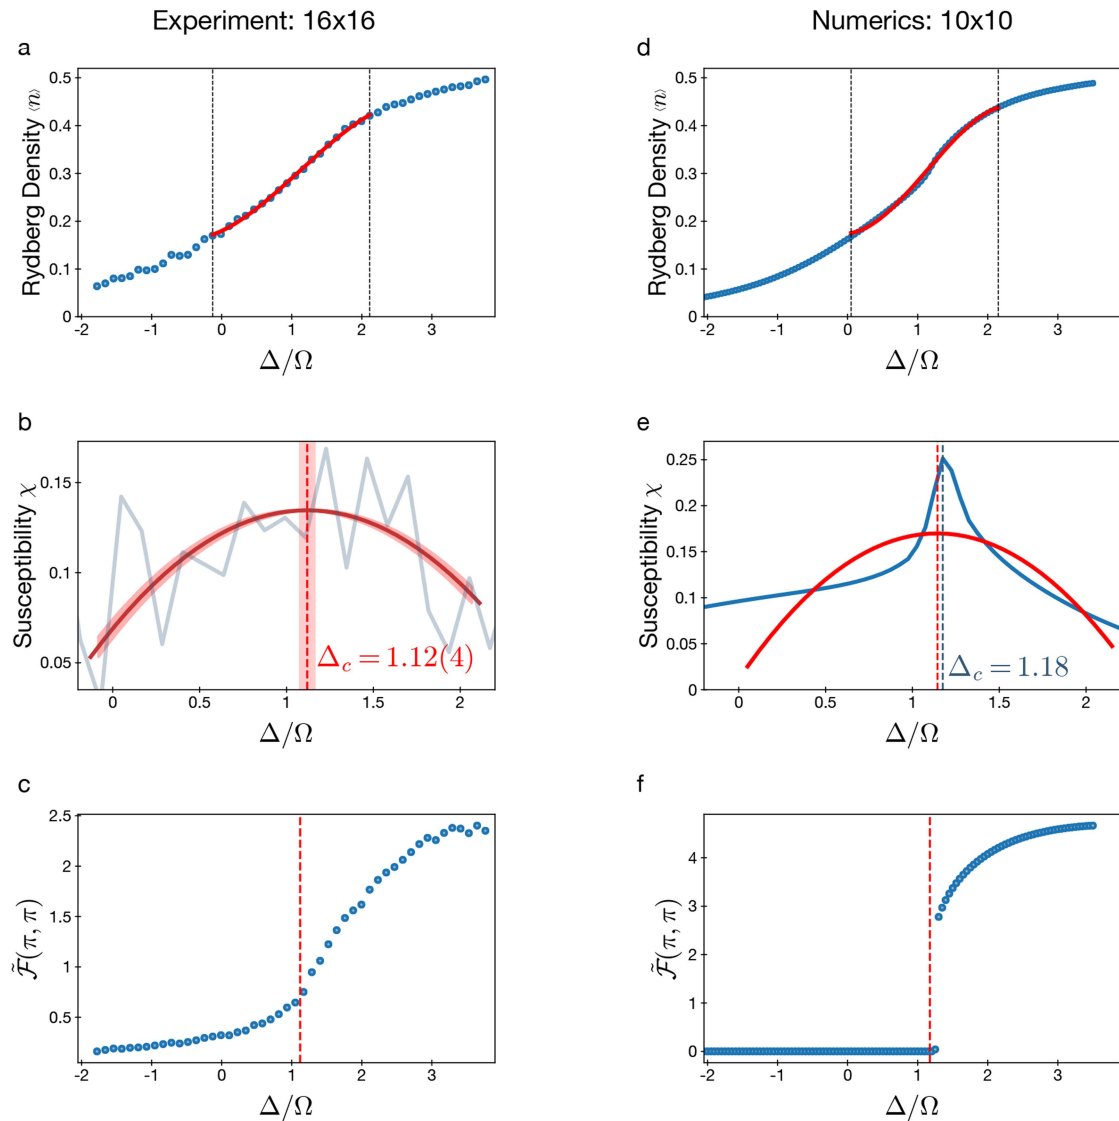 Experiment: 16x16
Numerics: 10x10
a
Rydberg Density ⟨n⟩
0.5
0.4
0.3
0.2
0.1
0
-2
-1
0
1
2
3
Δ/Ω
d
Rydberg Density ⟨n⟩
0.5
0.4
0.3
0.2
0.1
0
-2
-1
0
1
2
3
Δ/Ω
b
Susceptibility χ
0.15
0.1
0.05
Δc = 1.12(4)
0
0.5
1
1.5
2
Δ/Ω
e
Susceptibility χ
0.25
0.2
0.15
0.1
0.05
0
Δc = 1.18
0
0.5
1
1.5
2
Δ/Ω
c
F̃(π, π)
2.5
2
1.5
1
0.5
-2
-1
0
1
2
3
Δ/Ω
f
F̃(π, π)
4
3
2
1
0
-2
-1
0
1
2
3
Δ/Ω